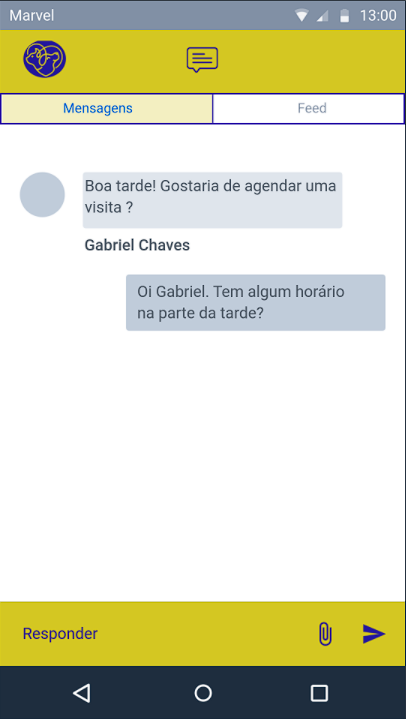 Marvel 13:00
Mensagens Feed
Boa tarde! Gostaria de agendar uma
visita ?
Gabriel Chaves
Oi Gabriel. Tem algum horário
na parte da tarde?
Responder